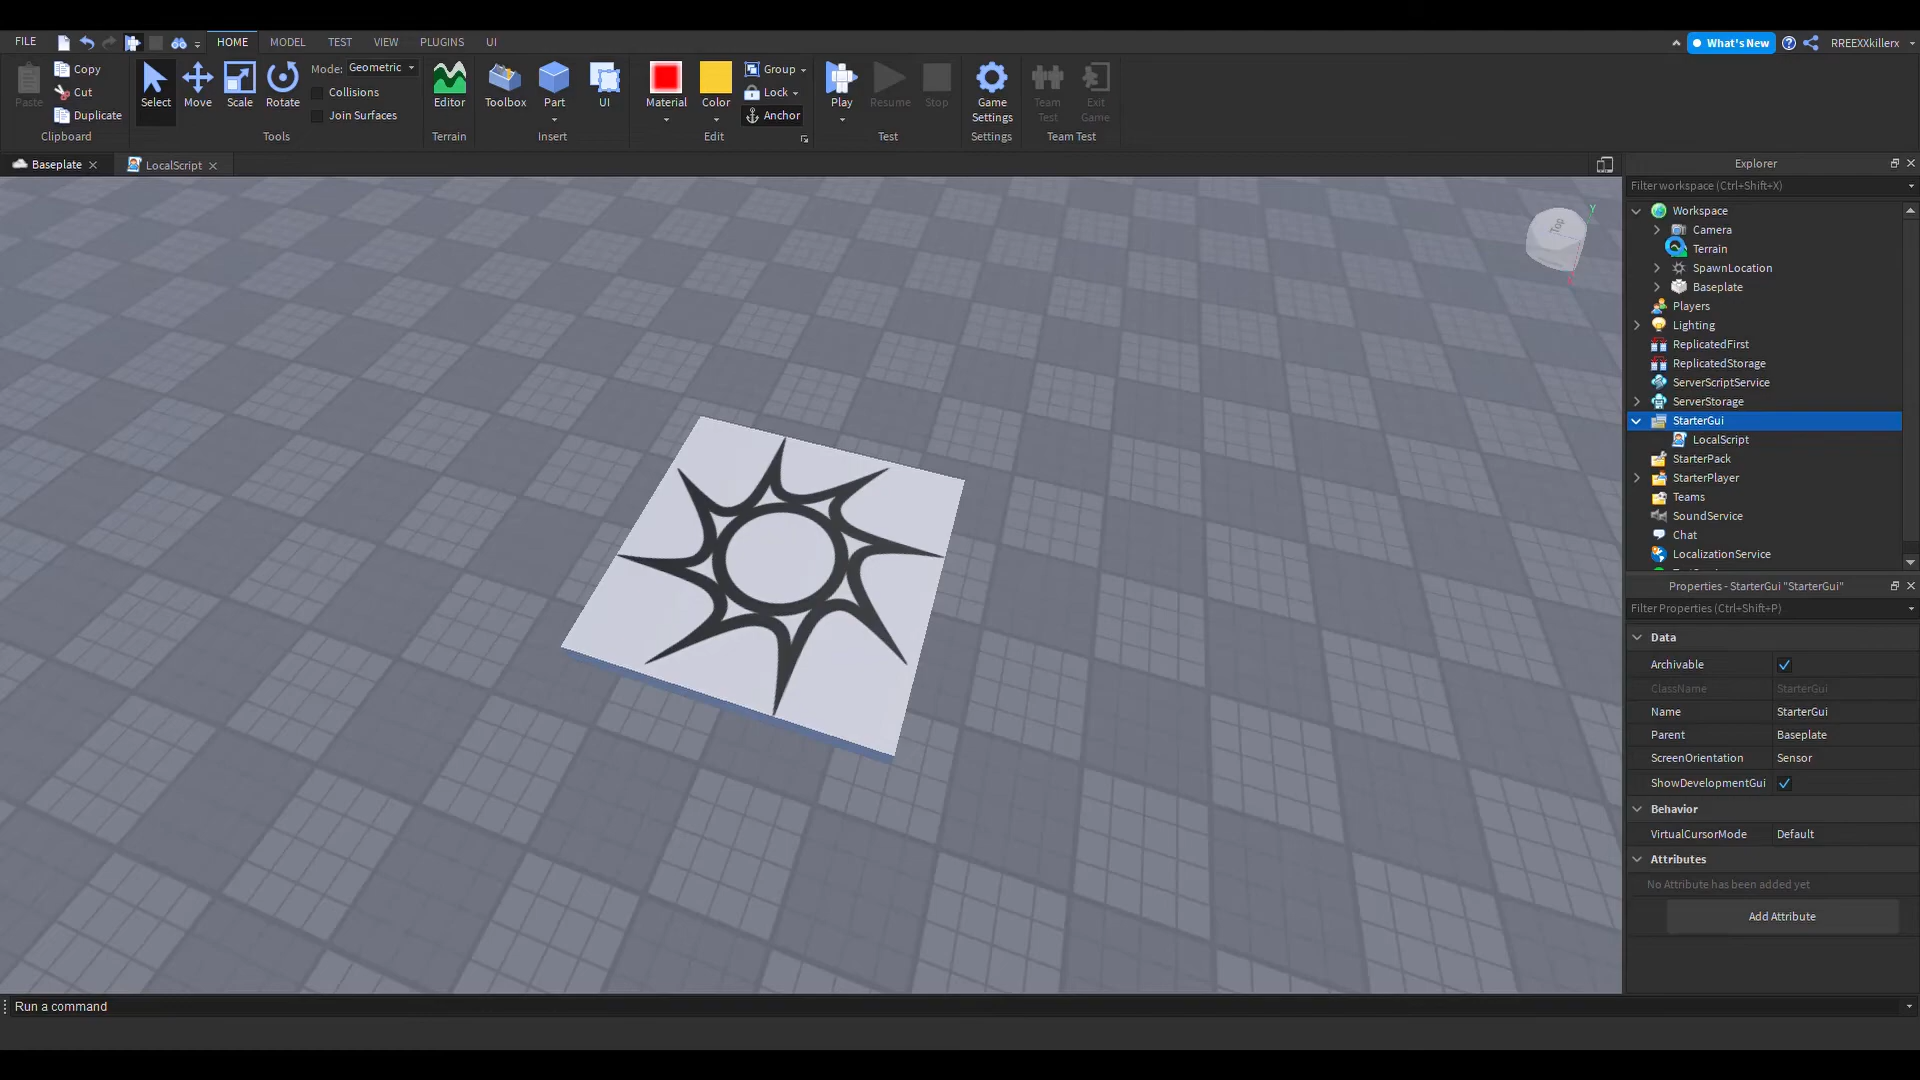 FILE
HOME
MODEL
TEST
VIEW
PLUGINS
UI
What's New
RREEXXkillerx
Paste
Copy
Cut
Duplicate
Clipboard
Select
Move
Scale
Rotate
Mode: Geometric
Collisions
Join Surfaces
Tools
Editor
Terrain
Toolbox
Part
UI
Insert
Material
Color
Group
Lock
Anchor
Edit
Play
Resume
Stop
Test
Game
Settings
Settings
Team
Test
Exit
Game
Team Test
Baseplate
LocalScript
Top
Y
Explorer
Filter workspace (Ctrl+Shift+X)
Workspace
Camera
Terrain
SpawnLocation
Baseplate
Players
Lighting
ReplicatedFirst
ReplicatedStorage
ServerScriptService
ServerStorage
StarterGui
LocalScript
StarterPack
StarterPlayer
Teams
SoundService
Chat
LocalizationService
Properties - StarterGui "StarterGui"
Filter Properties (Ctrl+Shift+P)
Data
Archivable
ClassName StarterGui
Name StarterGui
Parent Baseplate
ScreenOrientation Sensor
ShowDevelopmentGui
Behavior
VirtualCursorMode Default
Attributes
No Attribute has been added yet
Add Attribute
Run a command